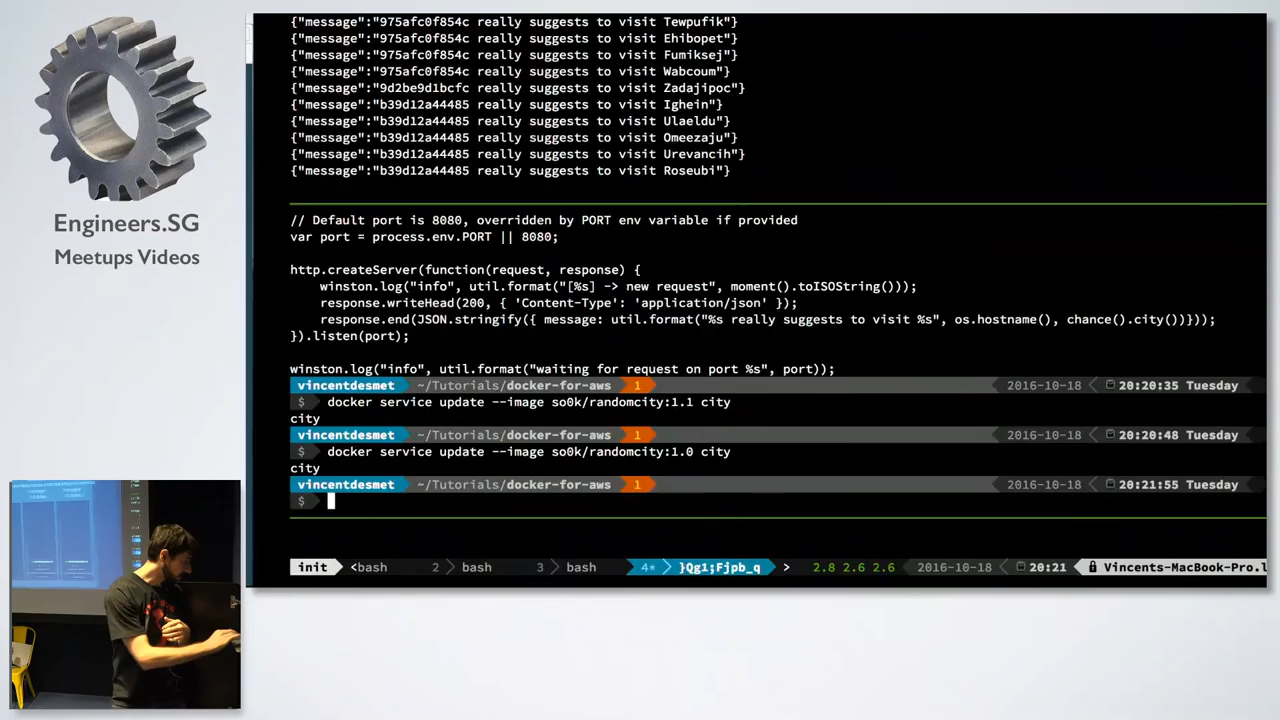 Engineers.SG
Meetups Videos
{"message":"975afc0f854c really suggests to visit Tewpufik"}
{"message":"975afc0f854c really suggests to visit Ehibopet"}
{"message":"975afc0f854c really suggests to visit Fumiksej"}
{"message":"975afc0f854c really suggests to visit Wabcoum"}
{"message":"9d2be9d1bcfc really suggests to visit Zadajipoc"}
{"message":"b39d12a44485 really suggests to visit Ighein"}
{"message":"b39d12a44485 really suggests to visit Ulaeldu"}
{"message":"b39d12a44485 really suggests to visit Omeezaju"}
{"message":"b39d12a44485 really suggests to visit Urevancih"}
{"message":"b39d12a44485 really suggests to visit Roseubi"}
// Default port is 8080, overridden by PORT env variable if provided
var port = process.env.PORT || 8080;
http.createServer(function(request, response) {
winston.log("info", util.format("[%s] -> new request", moment().toISOString()));
response.writeHead(200, { 'Content-Type': 'application/json' });
response.end(JSON.stringify({ message: util.format("%s really suggests to visit %s", os.hostname(), chance().city())}));
}).listen(port);
winston.log("info", util.format("waiting for request on port %s", port));
vincentdesmet ~/Tutorials/docker-for-aws 1 2016-10-18 20:20:35 Tuesday
$ docker service update --image so0k/randomcity:1.1 city
city
vincentdesmet ~/Tutorials/docker-for-aws 1 2016-10-18 20:20:48 Tuesday
$ docker service update --image so0k/randomcity:1.0 city
city
vincentdesmet ~/Tutorials/docker-for-aws 1 2016-10-18 20:21:55 Tuesday
$
init <bash 2 bash 3 bash 4* }Qg1;Fjpb_q > 2.8 2.6 2.6 2016-10-18 20:21 Vincents-MacBook-Pro.l